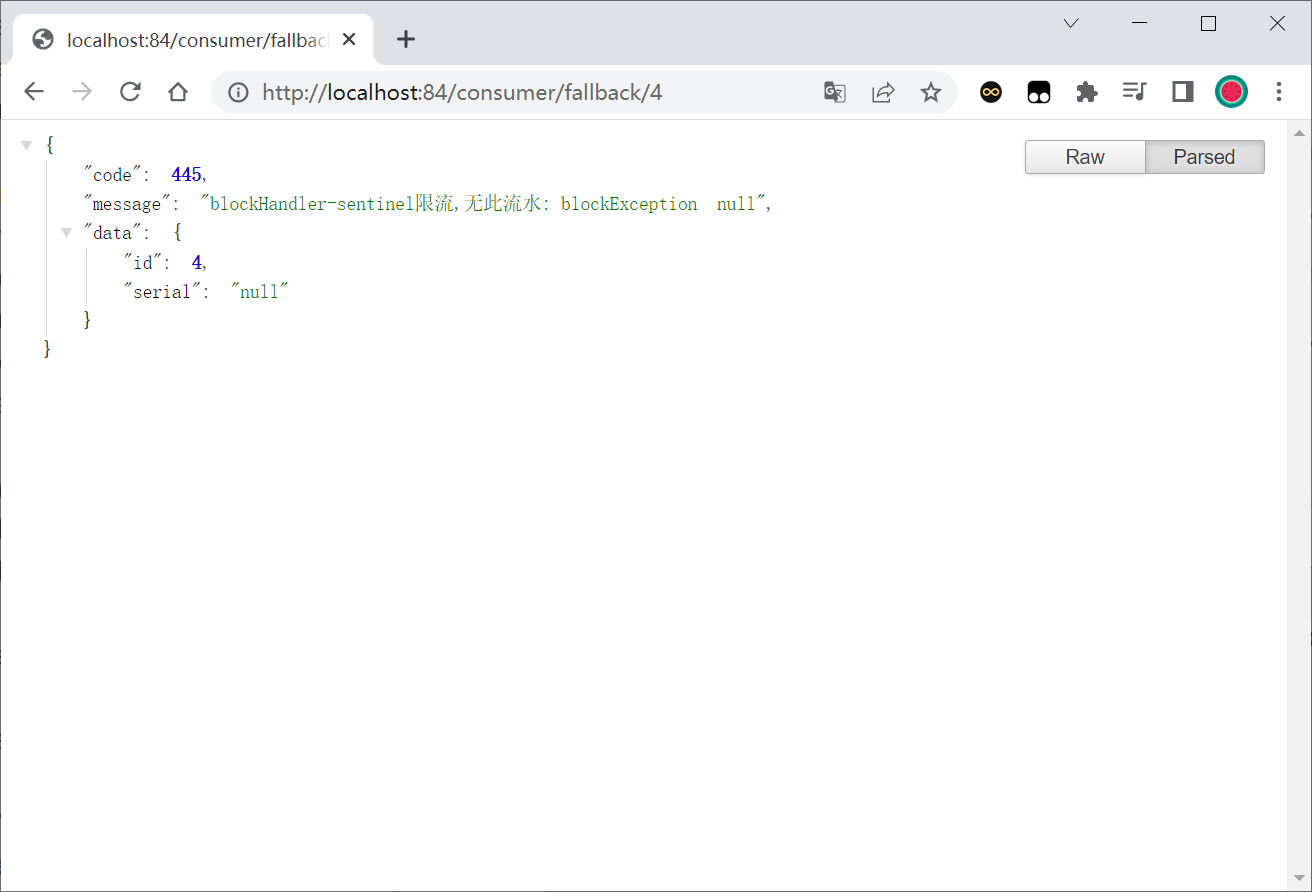 localhost:84/consumer/fallbac
http://localhost:84/consumer/fallback/4
Raw Parsed
{
"code": 445,
"message": "blockHandler-sentinel限流,无此流水: blockException  null",
"data": {
"id": 4,
"serial": "null"
}
}